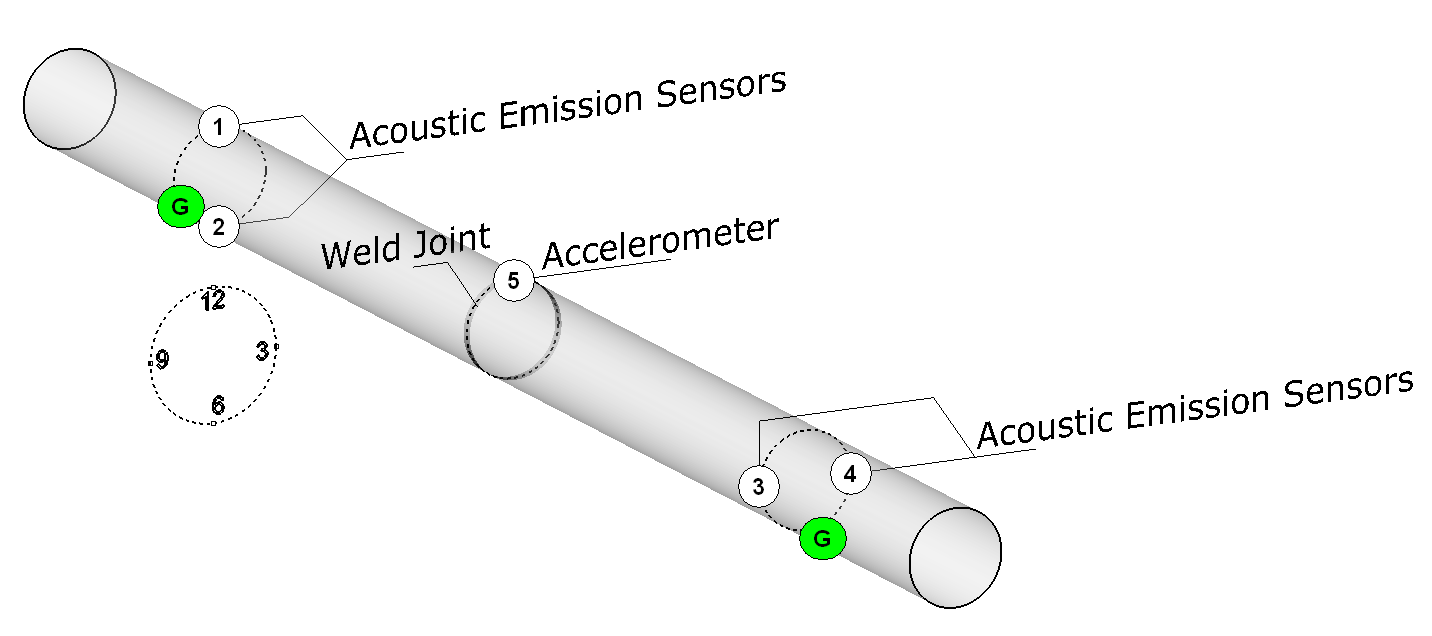 1
Acoustic Emission Sensors
G
2
Weld Joint
5
Accelerometer
12
9
3
6
3
4
Acoustic Emission Sensors
G